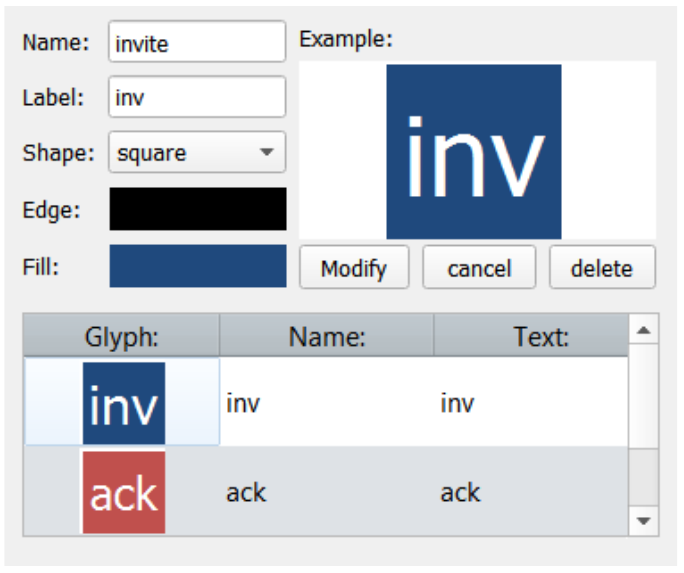 Name: invite Example:
Label: inv
inv
Shape: square
Edge:
Fill: Modify cancel delete
Glyph: Name: Text:
inv inv inv
ack ack ack